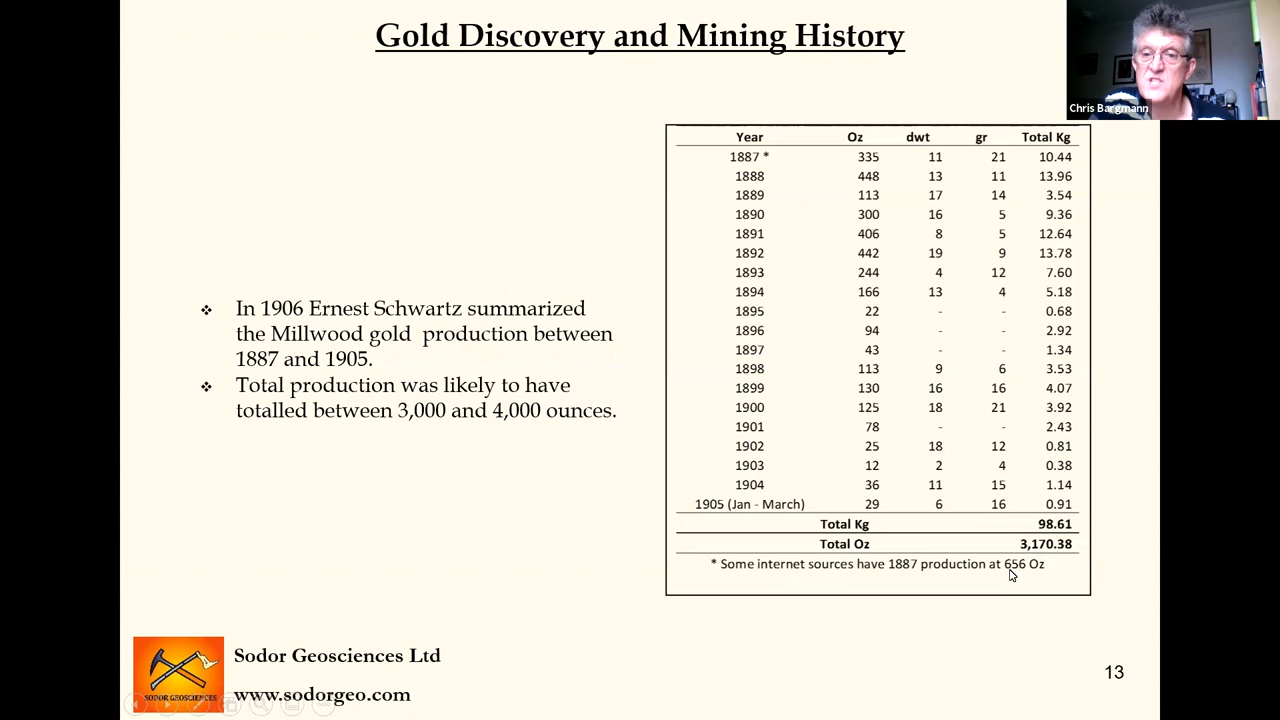 Gold Discovery and Mining History
Chris Bargmann
Year Oz dwt gr Total Kg
1887 * 335 11 21 10.44
1888 448 13 11 13.96
1889 113 17 14 3.54
1890 300 16 5 9.36
1891 406 8 5 12.64
1892 442 19 9 13.78
1893 244 4 12 7.60
1894 166 13 4 5.18
1895 22 - - 0.68
1896 94 - - 2.92
1897 43 - - 1.34
1898 113 9 6 3.53
1899 130 16 16 4.07
1900 125 18 21 3.92
1901 78 - - 2.43
1902 25 18 12 0.81
1903 12 2 4 0.38
1904 36 11 15 1.14
1905 (Jan - March) 29 6 16 0.91
Total Kg 98.61
Total Oz 3,170.38
* Some internet sources have 1887 production at 656 Oz
❖ In 1906 Ernest Schwartz summarized
the Millwood gold production between
1887 and 1905.
❖ Total production was likely to have
totalled between 3,000 and 4,000 ounces.
SODOR GEOSCIENCES
Sodor Geosciences Ltd
www.sodorgeo.com
13